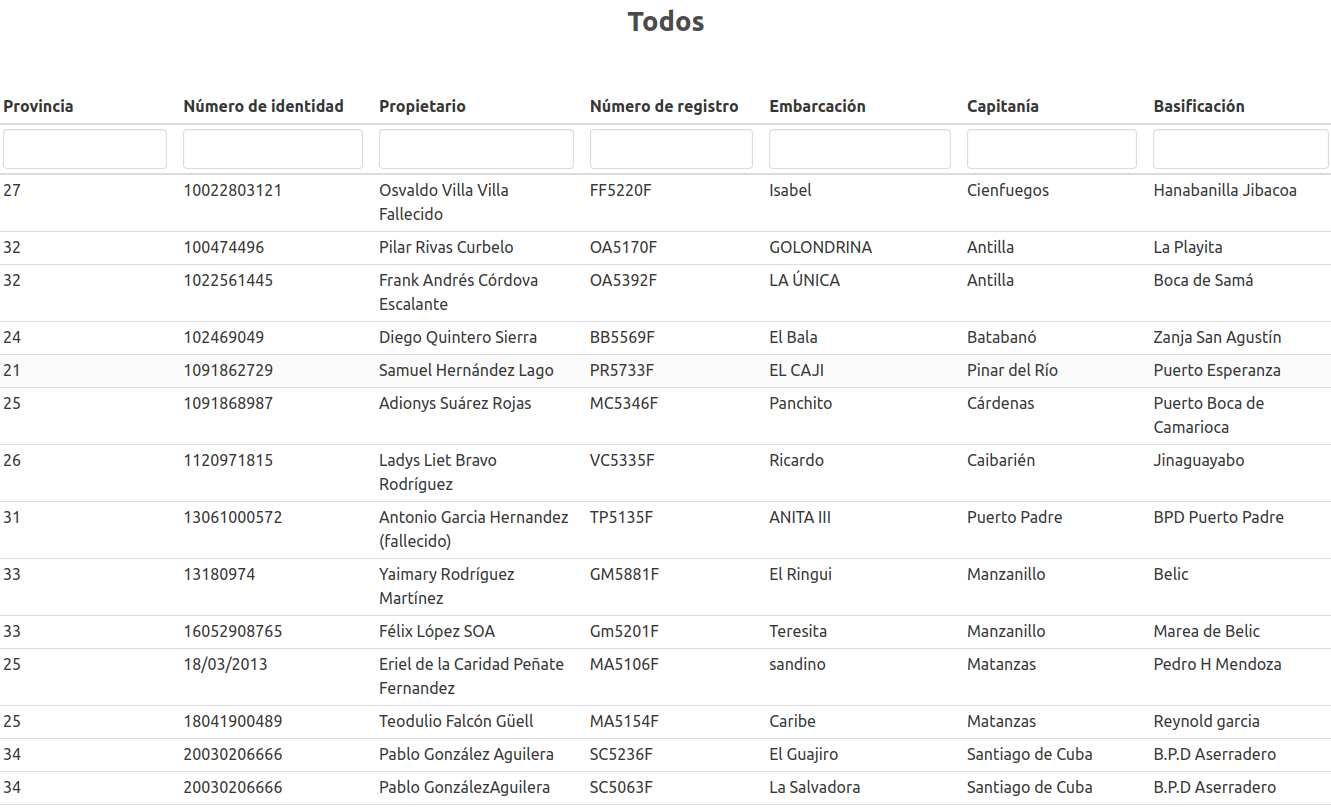 Todos
Provincia Número de identidad Propietario Número de registro Embarcación Capitanía Basificación
27 10022803121 Osvaldo Villa Villa FF5220F Isabel Cienfuegos Hanabanilla Jibacoa
Fallecido
32 100474496 Pilar Rivas Curbelo OA5170F GOLONDRINA Antilla La Playita
32 1022561445 Frank Andrés Córdova OA5392F LA ÚNICA Antilla Boca de Samá
Escalante
24 102469049 Diego Quintero Sierra BB5569F El Bala Batabanó Zanja San Agustín
21 1091862729 Samuel Hernández Lago PR5733F EL CAJI Pinar del Río Puerto Esperanza
25 1091868987 Adionys Suárez Rojas MC5346F Panchito Cárdenas Puerto Boca de
Camarioca
26 1120971815 Ladys Liet Bravo VC5335F Ricardo Caibarién Jinaguayabo
Rodríguez
31 13061000572 Antonio Garcia Hernandez TP5135F ANITA III Puerto Padre BPD Puerto Padre
(fallecido)
33 13180974 Yaimary Rodríguez GM5881F El Ringui Manzanillo Belic
Martínez
33 16052908765 Félix López SOA Gm5201F Teresita Manzanillo Marea de Belic
25 18/03/2013 Eriel de la Caridad Peñate MA5106F sandino Matanzas Pedro H Mendoza
Fernandez
25 18041900489 Teodulio Falcón Güell MA5154F Caribe Matanzas Reynold garcia
34 20030206666 Pablo González Aguilera SC5236F El Guajiro Santiago de Cuba B.P.D Aserradero
34 20030206666 Pablo GonzálezAguilera SC5063F La Salvadora Santiago de Cuba B.P.D Aserradero